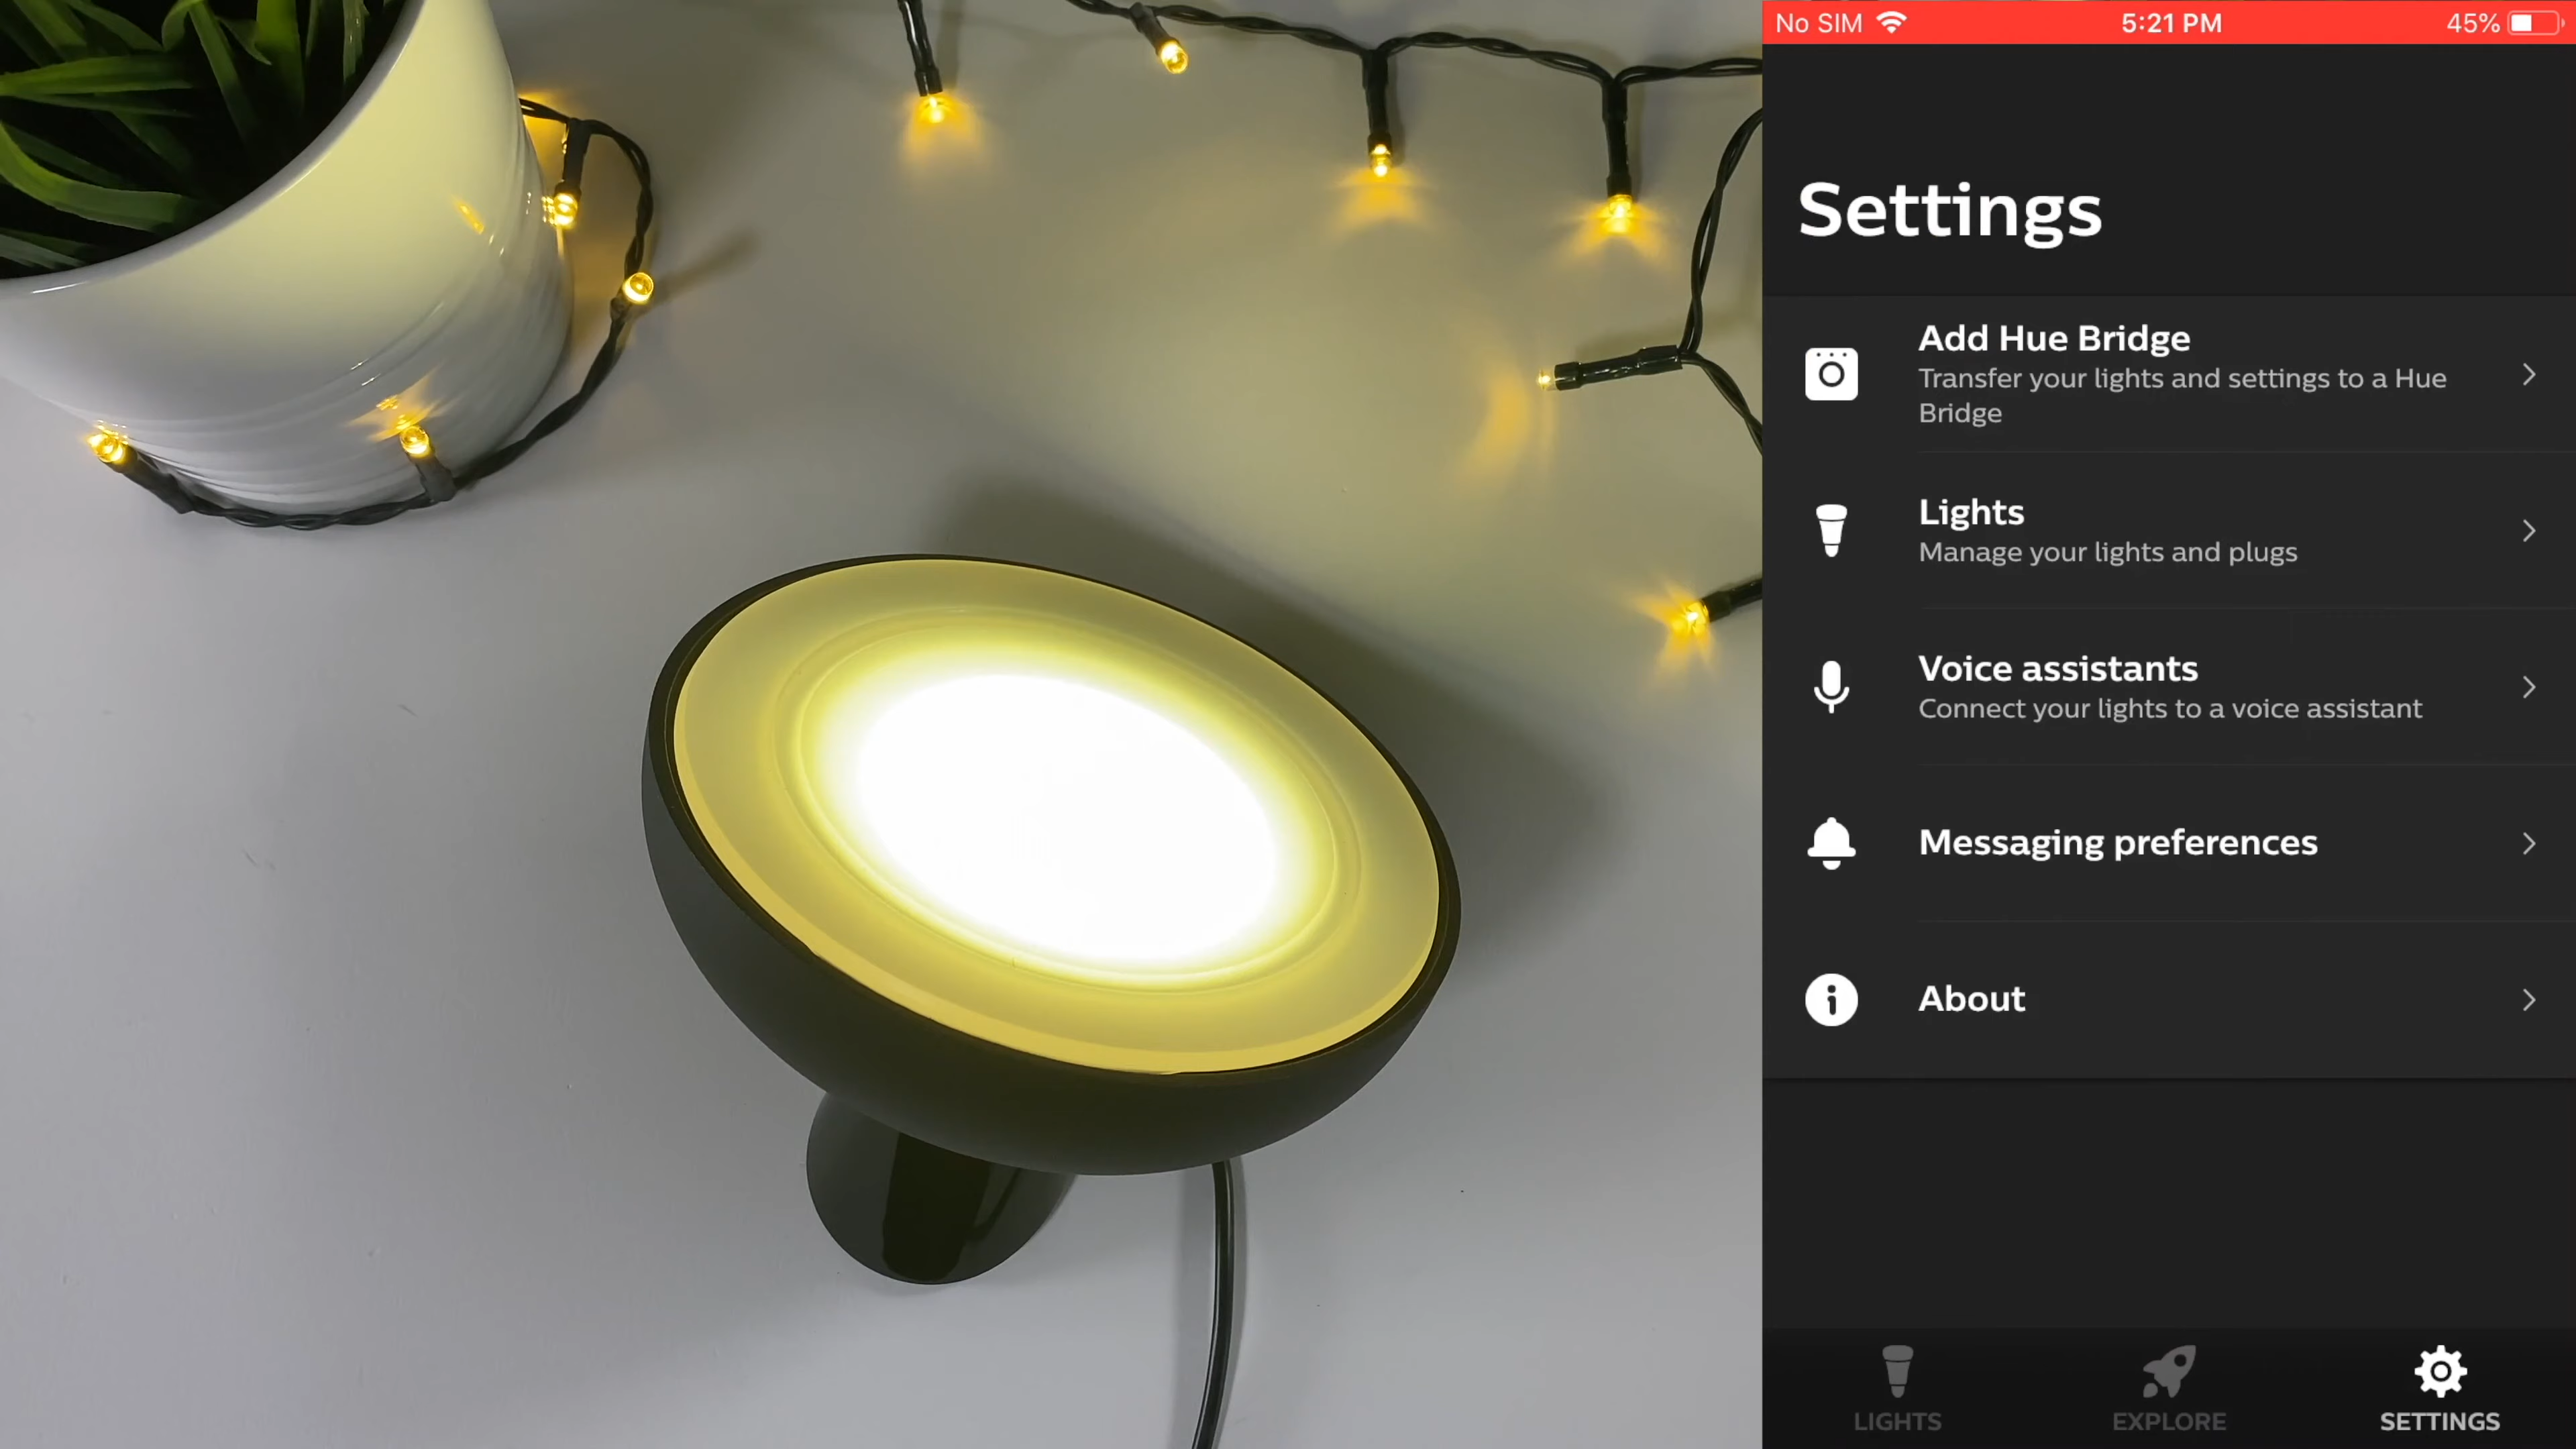 No SIM 5:21 PM 45%
Settings
Add Hue Bridge
Transfer your lights and settings to a Hue
Bridge
Lights
Manage your lights and plugs
Voice assistants
Connect your lights to a voice assistant
Messaging preferences
About
LIGHTS EXPLORE SETTINGS